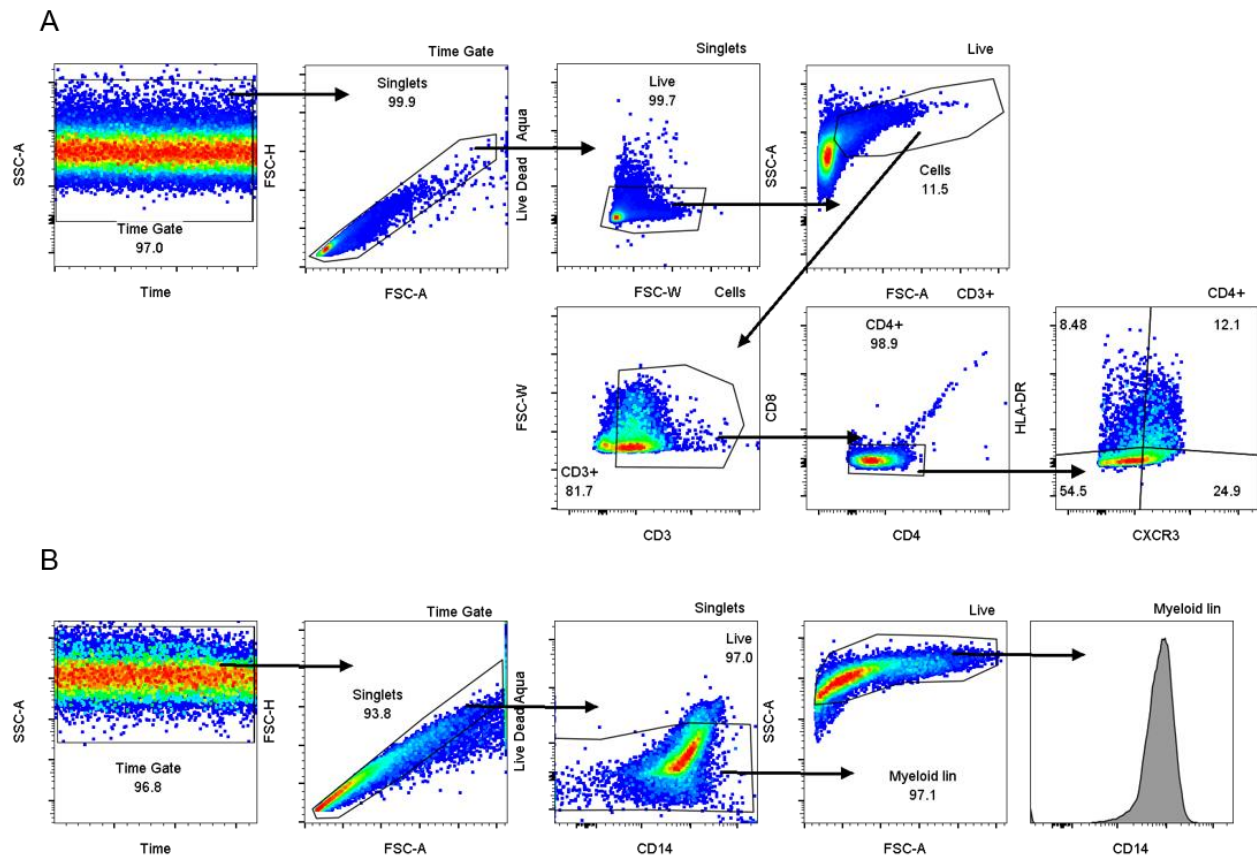 A
Time Gate
Singlets
Live
SSC-A
Time Gate
97.0
Time
FSC-H
Singlets
99.9
FSC-A
Live Dead Aqua
Live
99.7
FSC-W
SSC-A
Cells
11.5
FSC-A
Cells
CD3+
CD4+
FSC-W
CD3+
81.7
CD3
CD8
CD4+
98.9
CD4
HLA-DR
8.48
12.1
54.5
24.9
CXCR3
B
Time Gate
Singlets
Live
Myeloid lin
SSC-A
Time Gate
96.8
Time
FSC-H
Singlets
93.8
FSC-A
Live Dead Aqua
Live
97.0
CD14
SSC-A
Myeloid lin
97.1
FSC-A
CD14